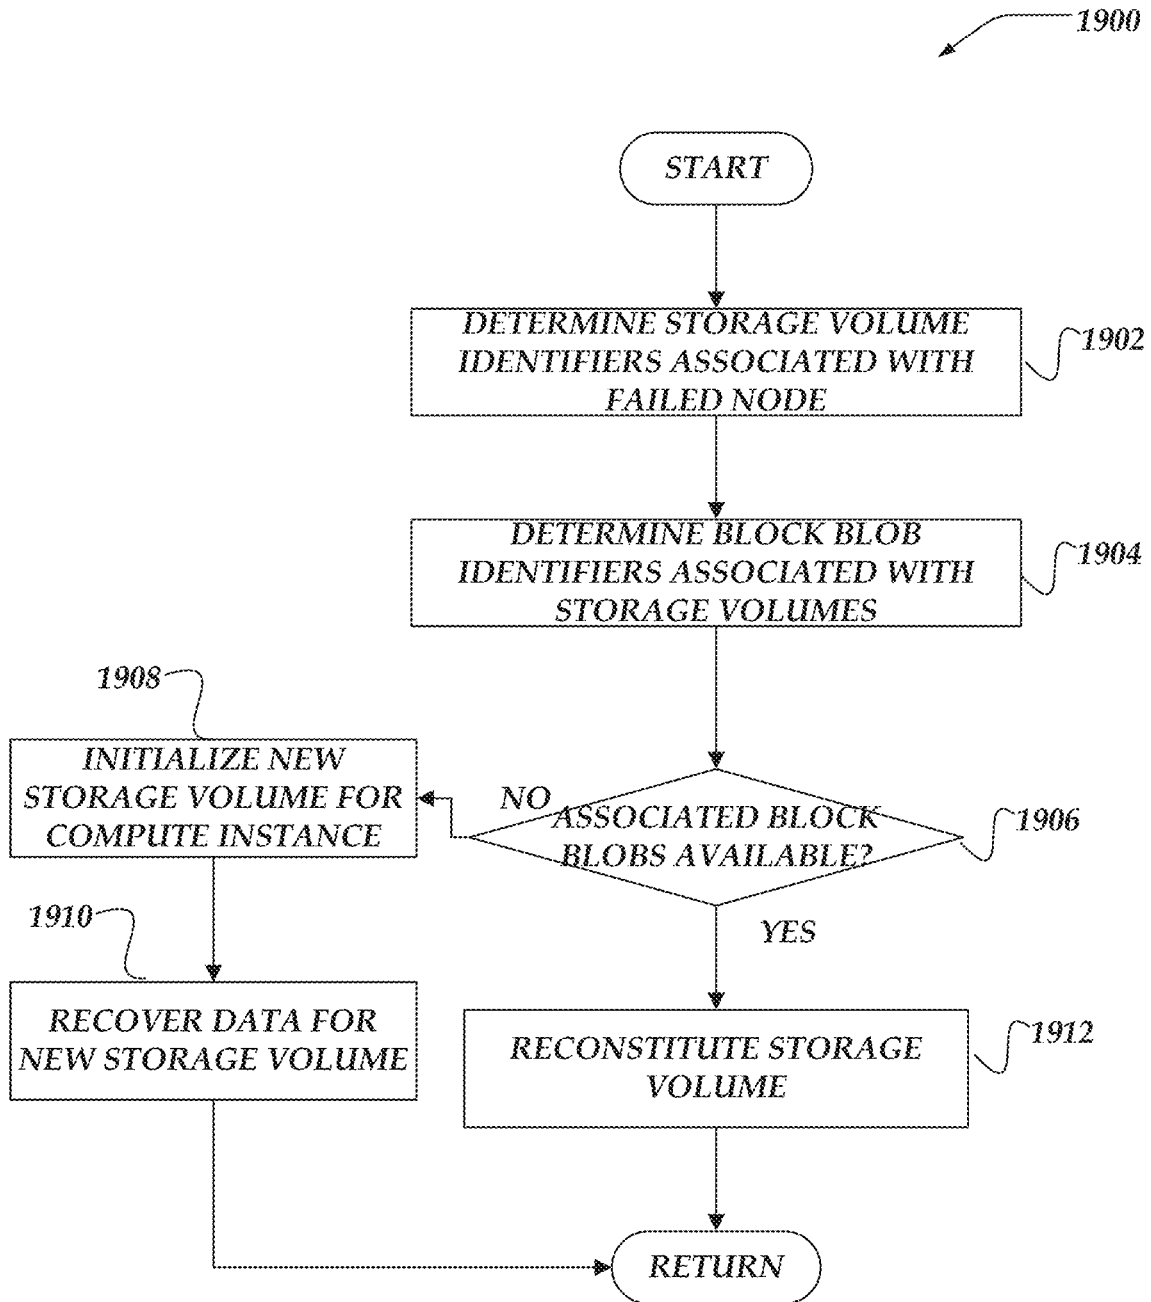 1900
START
DETERMINE STORAGE VOLUME
IDENTIFIERS ASSOCIATED WITH
FAILED NODE
1902
DETERMINE BLOCK BLOB
IDENTIFIERS ASSOCIATED WITH
STORAGE VOLUMES
1904
1908
INITIALIZE NEW
STORAGE VOLUME FOR
COMPUTE INSTANCE
NO
ASSOCIATED BLOCK
BLOBS AVAILABLE?
1906
1910
YES
RECOVER DATA FOR
NEW STORAGE VOLUME
RECONSTITUTE STORAGE
VOLUME
1912
RETURN